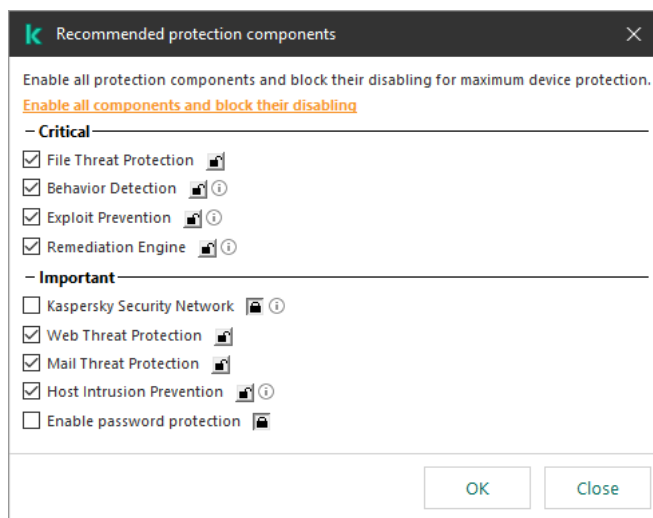 Recommended protection components
Enable all protection components and block their disabling for maximum device protection.
Enable all components and block their disabling
Critical
File Threat Protection
Behavior Detection
Exploit Prevention
Remediation Engine
Important
Kaspersky Security Network
Web Threat Protection
Mail Threat Protection
Host Intrusion Prevention
Enable password protection
OK Close